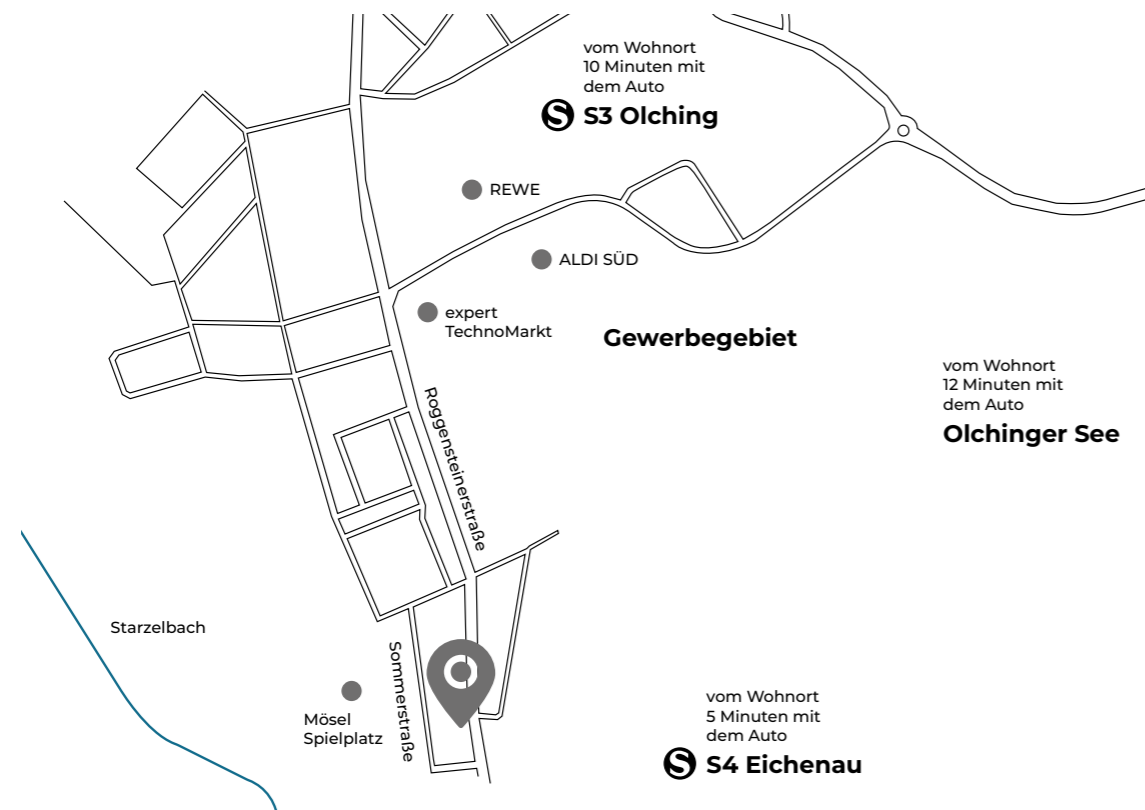 vom Wohnort
10 Minuten mit
dem Auto
S S3 Olching
REWE
ALDI SÜD
expert
TechnoMarkt
Gewerbegebiet
vom Wohnort
12 Minuten mit
dem Auto
Olchinger See
Roggensteinerstraße
Starzelbach
Sommerstraße
Mösel
Spielplatz
vom Wohnort
5 Minuten mit
dem Auto
S S4 Eichenau